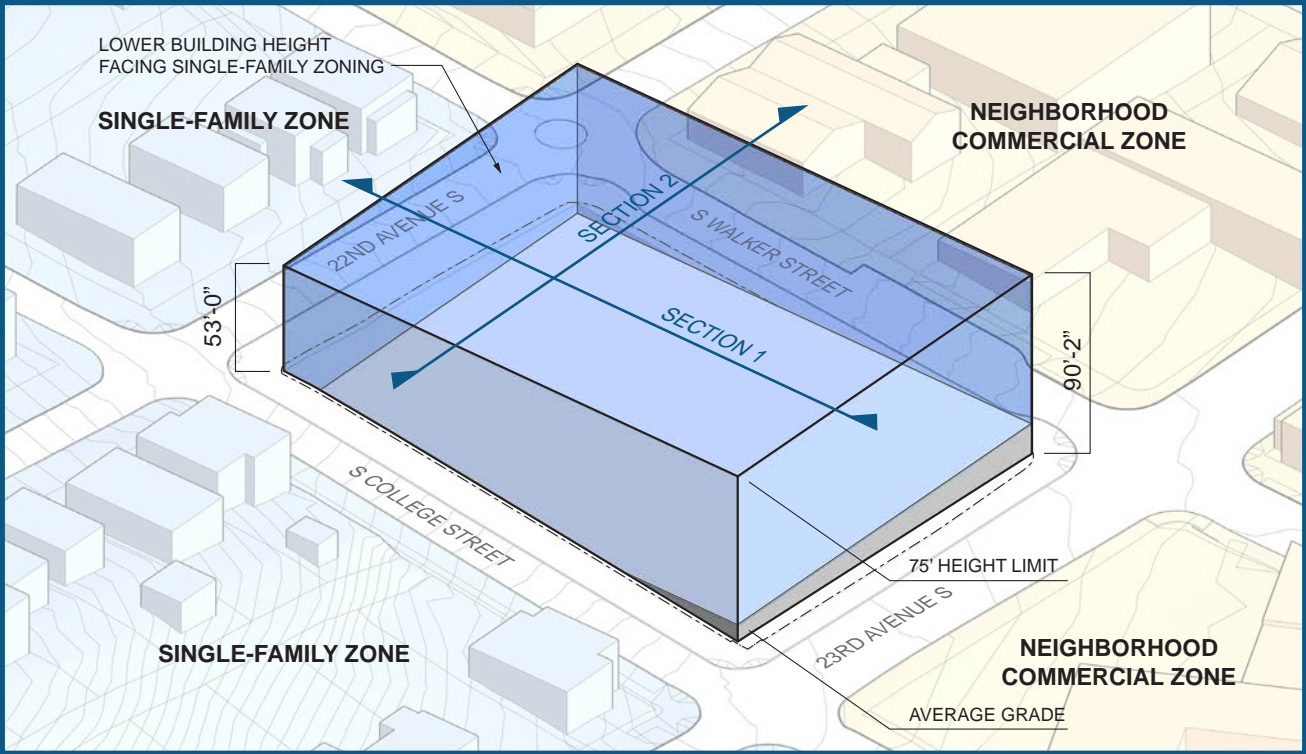 LOWER BUILDING HEIGHT
FACING SINGLE-FAMILY ZONING
SINGLE-FAMILY ZONE
NEIGHBORHOOD
COMMERCIAL ZONE
22ND AVENUE S
SECTION 2
S WALKER STREET
53'-0”
SECTION 1
90’-2”
S COLLEGE STREET
75’ HEIGHT LIMIT
23RD AVENUE S
SINGLE-FAMILY ZONE
NEIGHBORHOOD
COMMERCIAL ZONE
AVERAGE GRADE